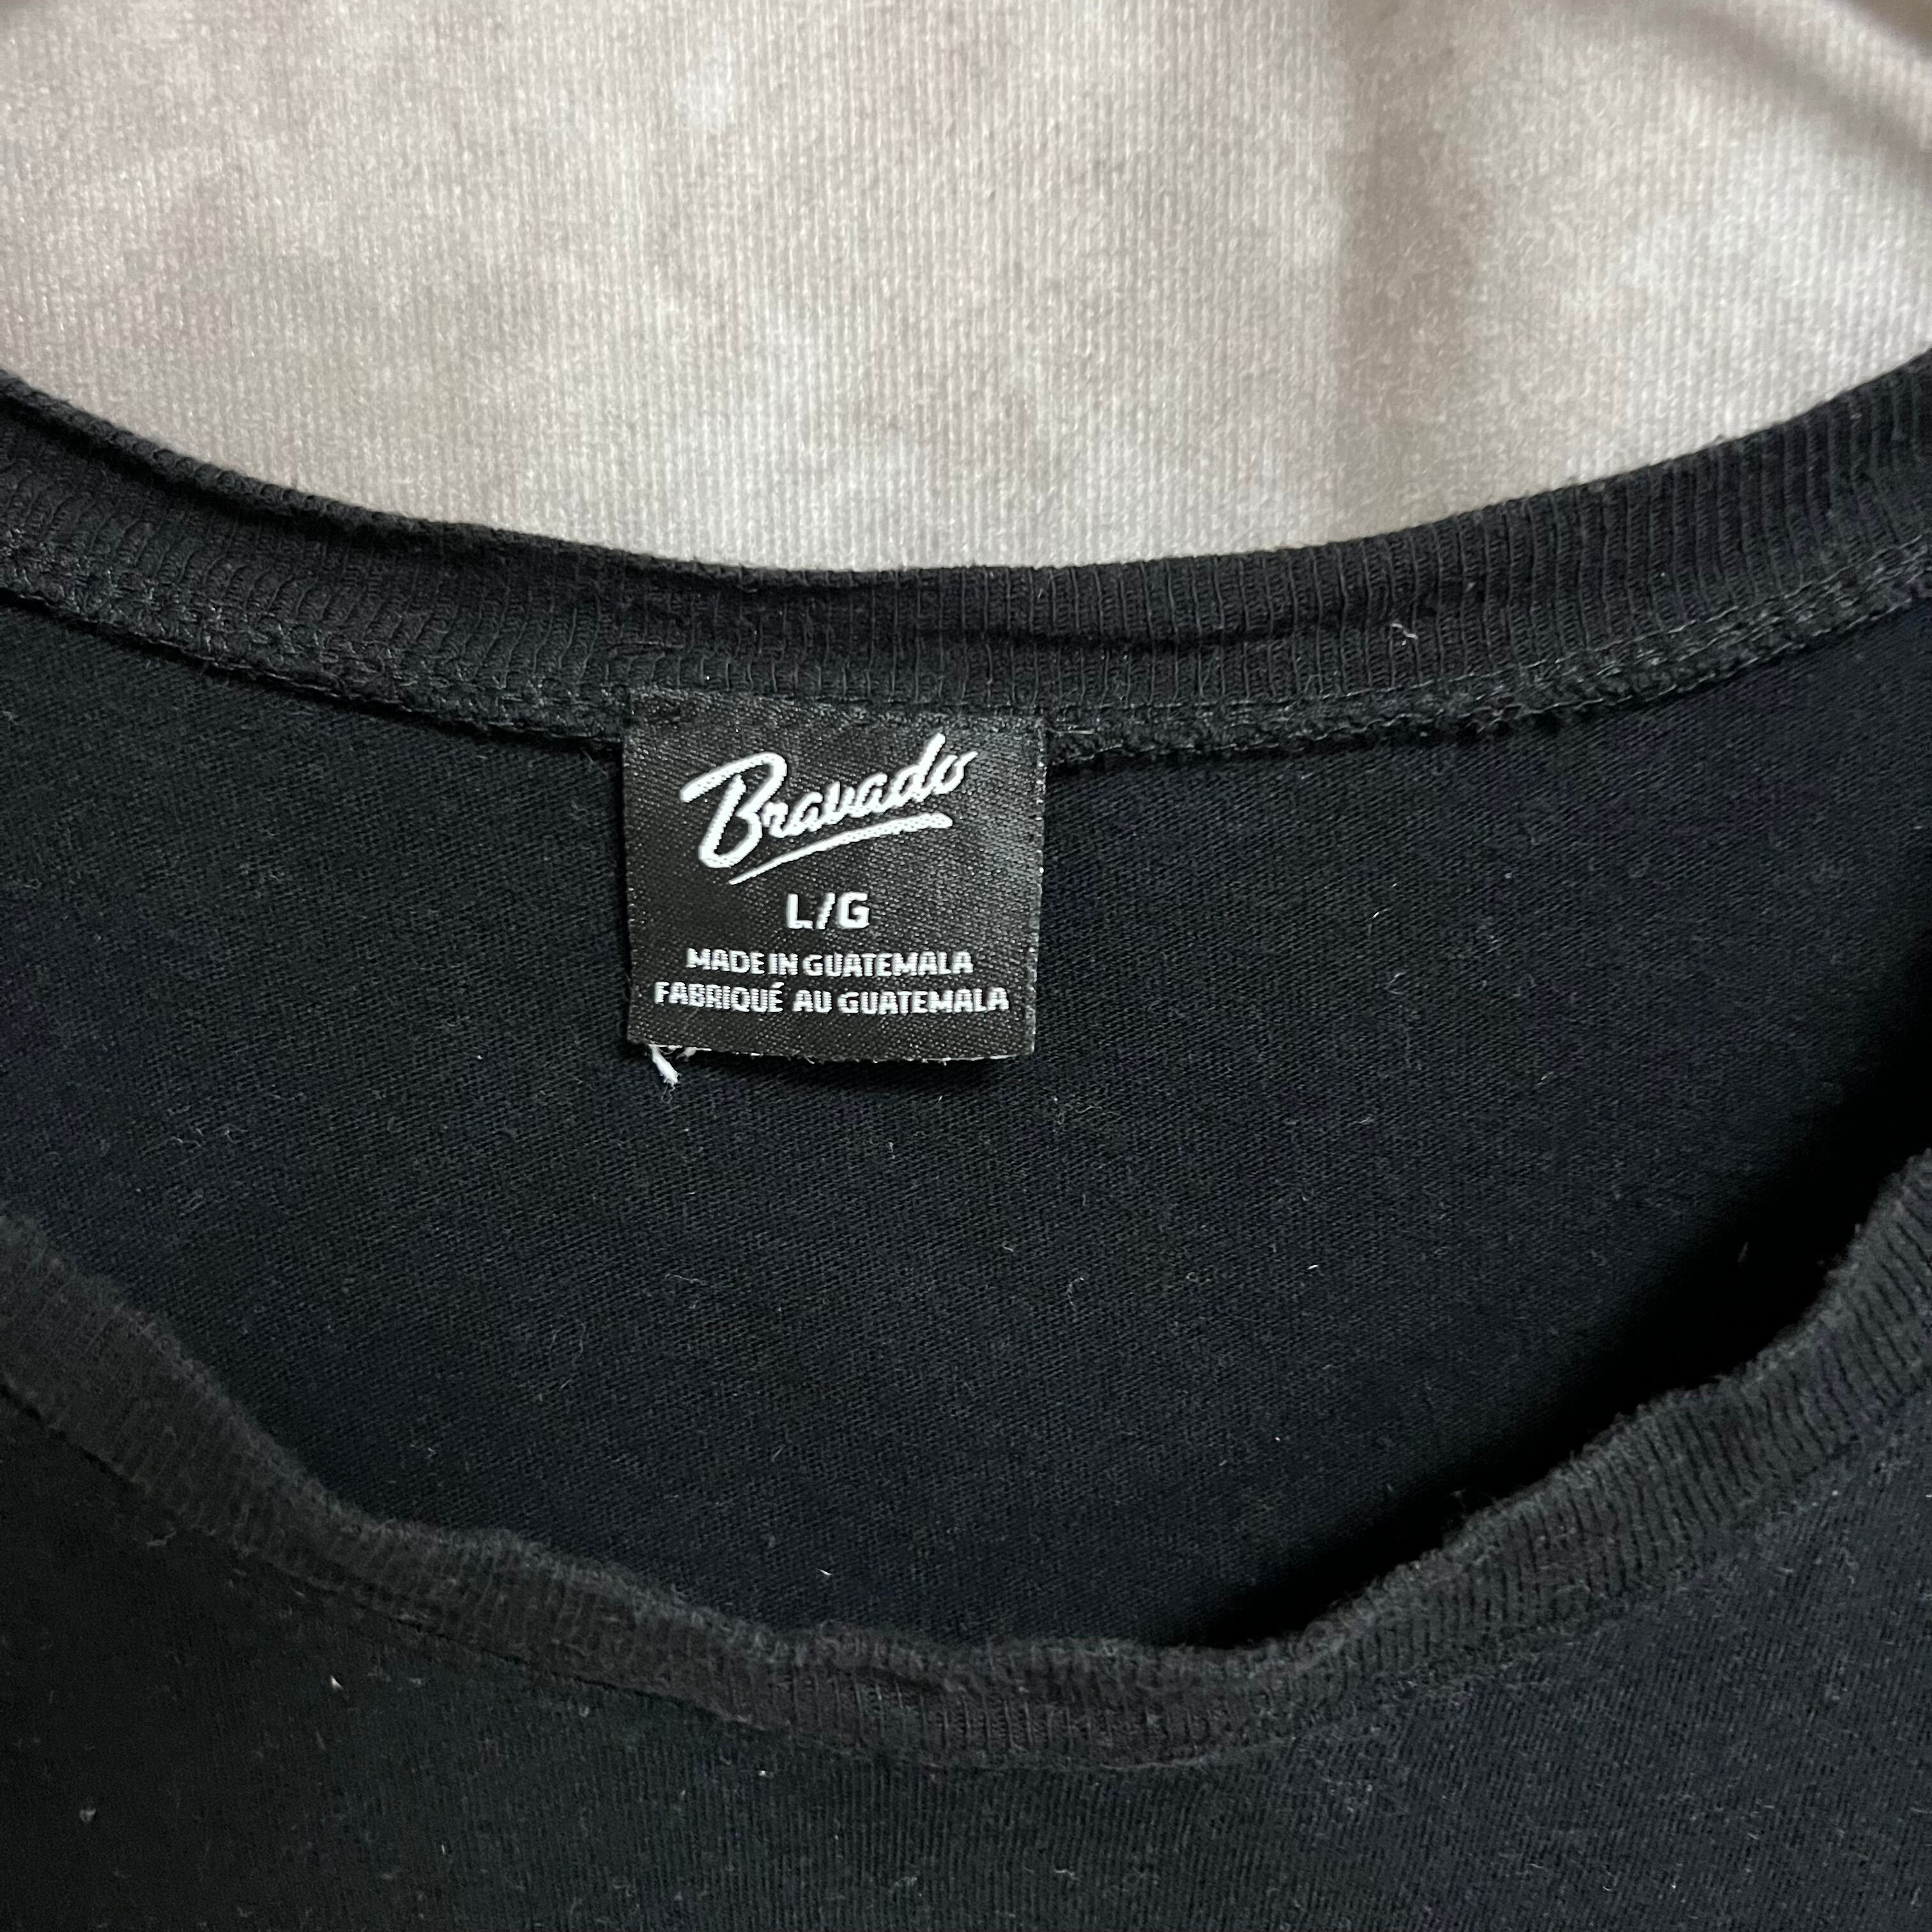 Bravado
L/G
MADE IN GUATEMALA
FABRIQUÉ AU GUATEMALA